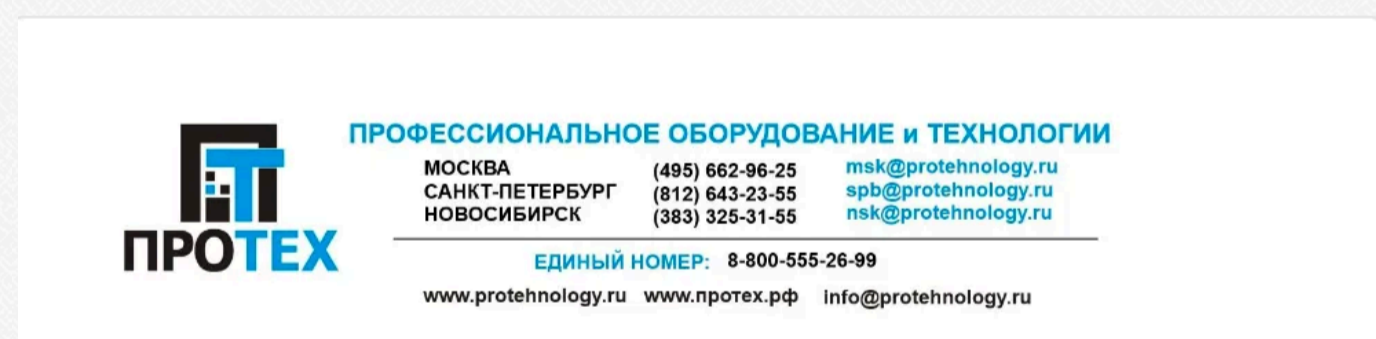 ПРОФЕССИОНАЛЬНОЕ ОБОРУДОВАНИЕ и ТЕХНОЛОГИИ
МОСКВА (495) 662-96-25 msk@protehnology.ru
САНКТ-ПЕТЕРБУРГ (812) 643-23-55 spb@protehnology.ru
НОВОСИБИРСК (383) 325-31-55 nsk@protehnology.ru
ПРОТЕХ
ЕДИНЫЙ НОМЕР: 8-800-555-26-99
www.protehnology.ru www.протех.рф info@protehnology.ru